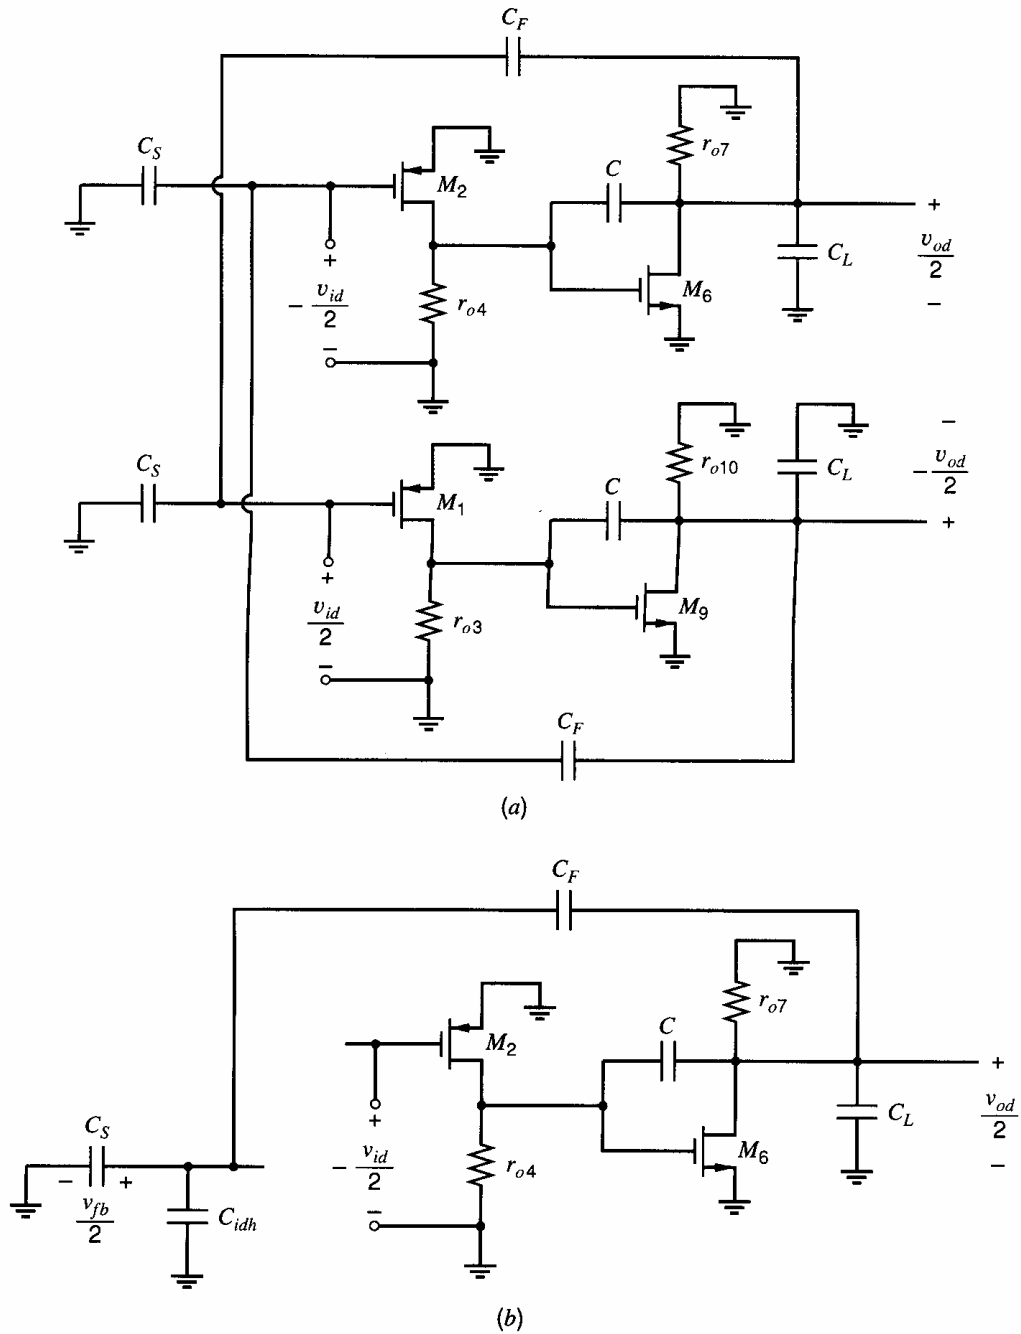 C_F
C_S
M_2
r_o7
C
+
v_od
2
−
C_L
M_6
+
− v_id
2
−
r_o4
C_S
M_1
r_o10
C
C_L
−
− v_od
2
+
M_9
+
v_id
2
−
r_o3
C_F
(a)
C_F
r_o7
M_2
C
+
v_od
2
−
C_L
M_6
C_S
− +
v_fb
2
C_idh
+
− v_id
2
−
r_o4
(b)